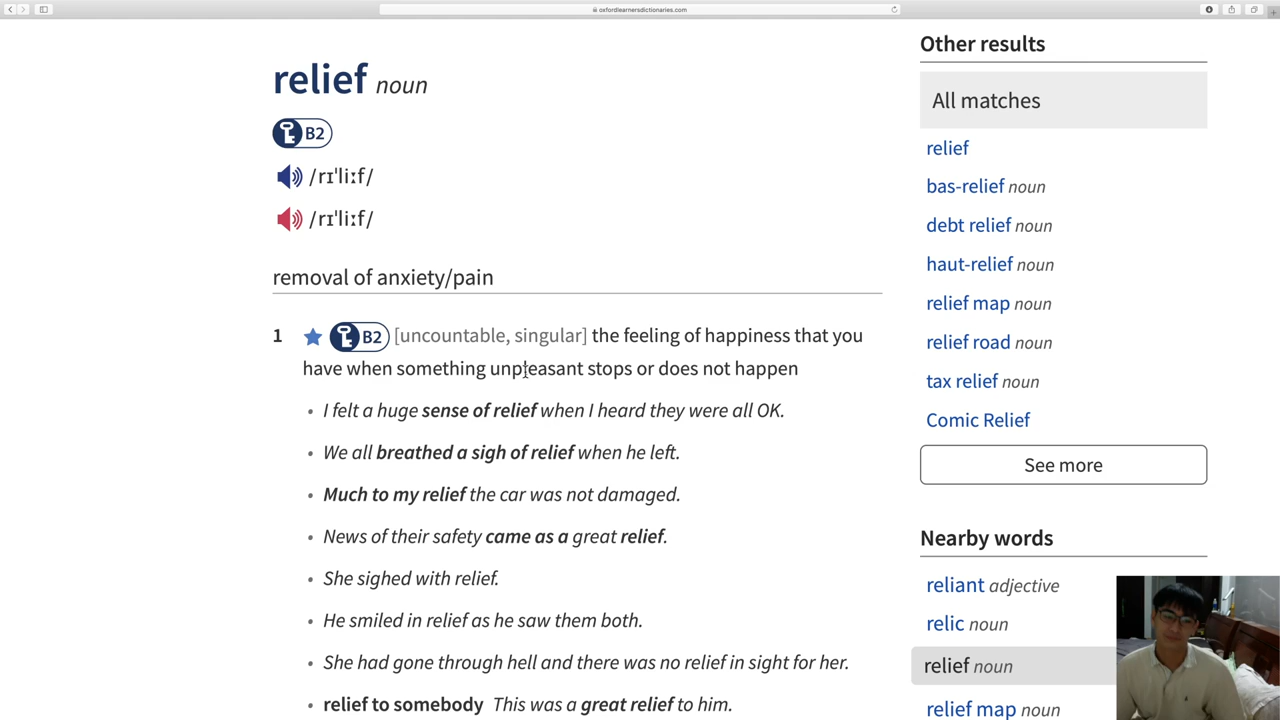 oxfordlearnersdictionaries.com
relief noun
B2
/rɪˈliːf/
/rɪˈliːf/
removal of anxiety/pain
1 B2 [uncountable, singular] the feeling of happiness that you
have when something unpleasant stops or does not happen
• I felt a huge sense of relief when I heard they were all OK.
• We all breathed a sigh of relief when he left.
• Much to my relief the car was not damaged.
• News of their safety came as a great relief.
• She sighed with relief.
• He smiled in relief as he saw them both.
• She had gone through hell and there was no relief in sight for her.
• relief to somebody This was a great relief to him.
Other results
All matches
relief
bas-relief noun
debt relief noun
haut-relief noun
relief map noun
relief road noun
tax relief noun
Comic Relief
See more
Nearby words
reliant adjective
relic noun
relief noun
relief map noun